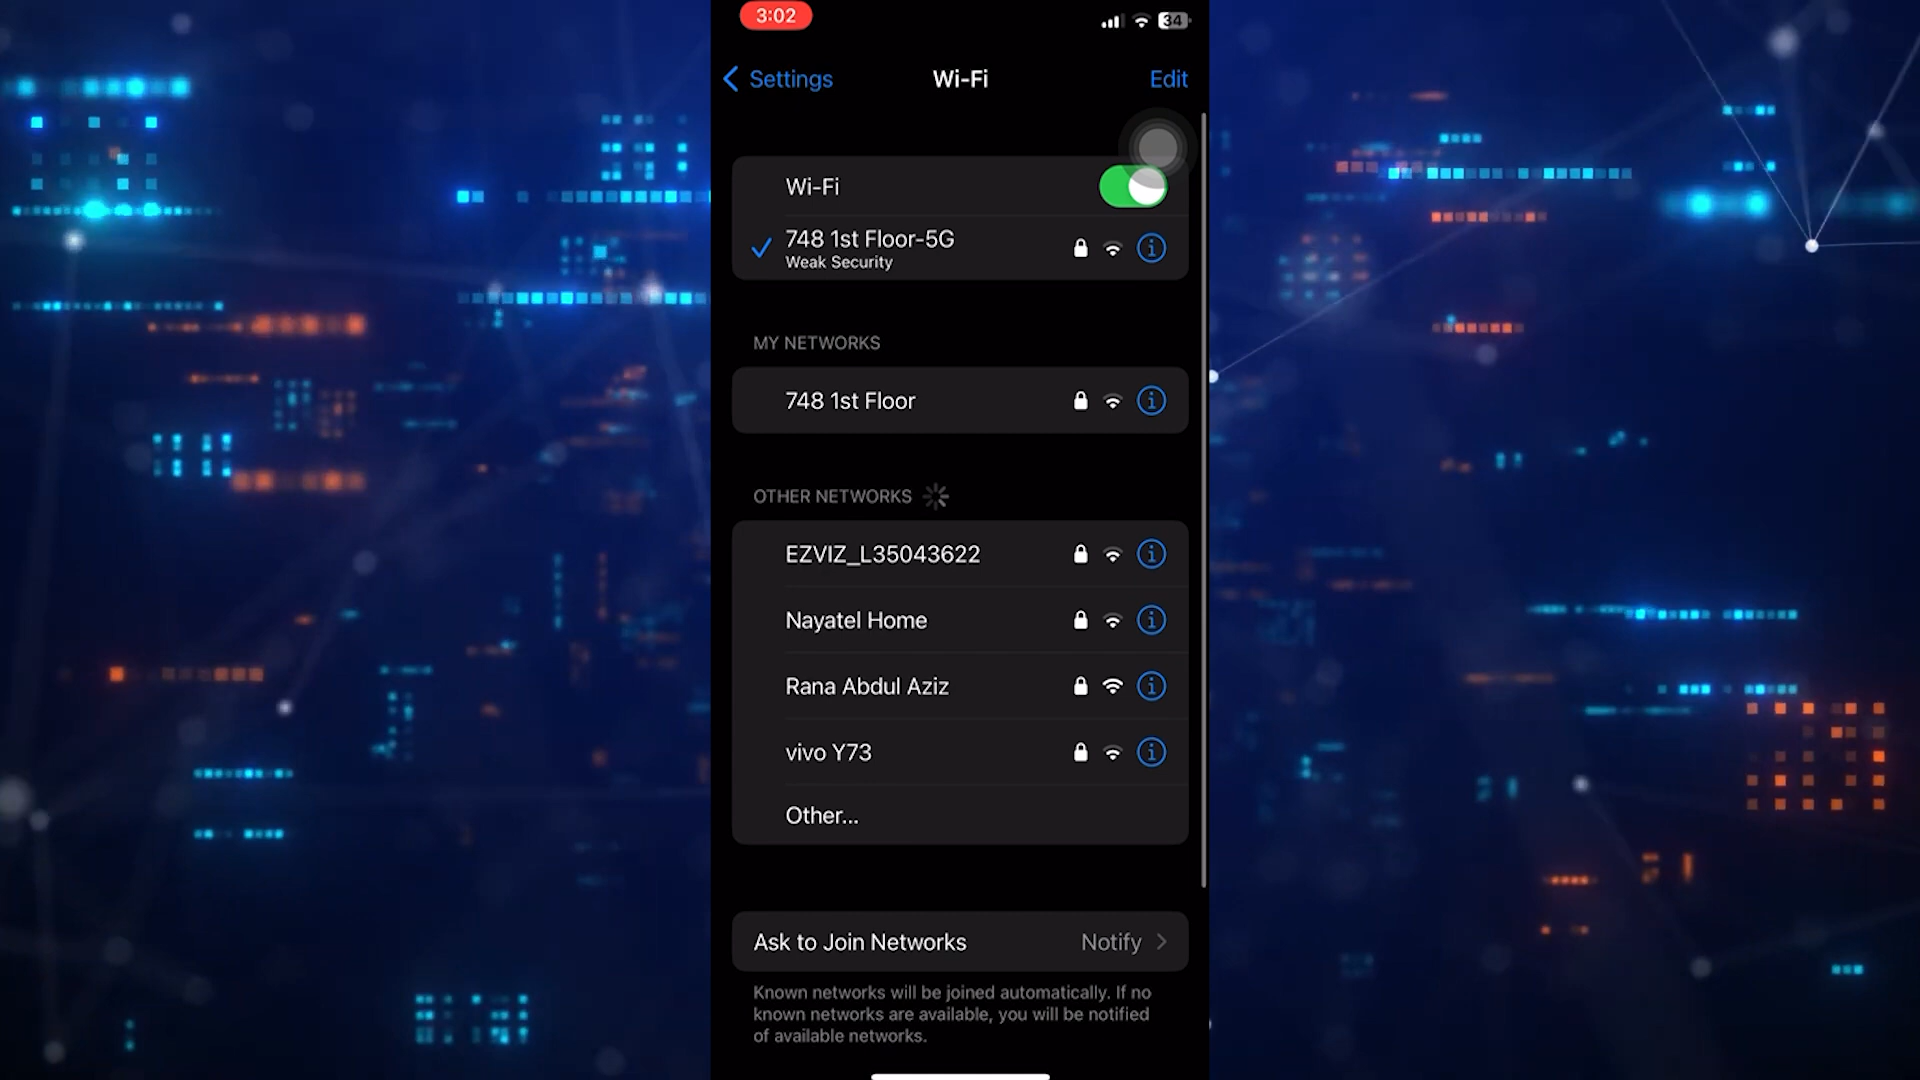 3:02
34
Settings
Wi-Fi
Edit
Wi-Fi
748 1st Floor-5G
Weak Security
MY NETWORKS
748 1st Floor
OTHER NETWORKS
EZVIZ_L35043622
Nayatel Home
Rana Abdul Aziz
vivo Y73
Other...
Ask to Join Networks
Notify
Known networks will be joined automatically. If no
known networks are available, you will be notified
of available networks.